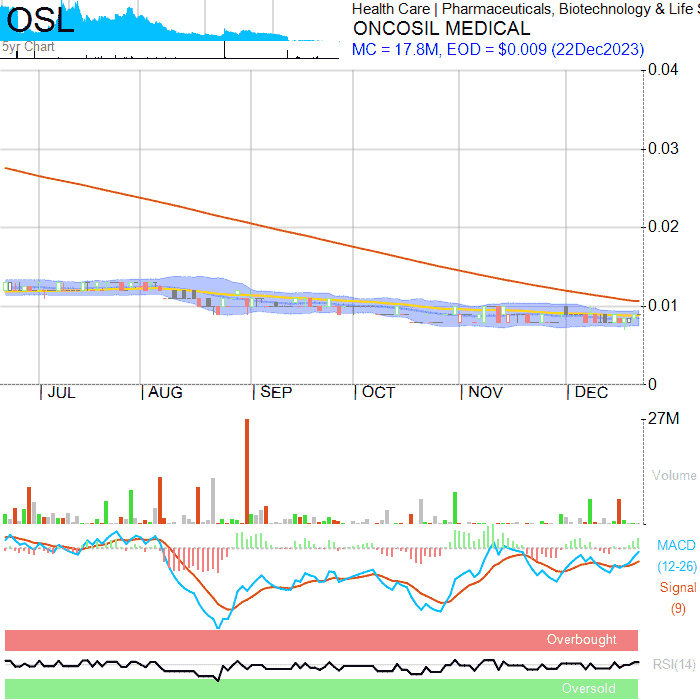 OSL
5yr Chart
Health Care | Pharmaceuticals, Biotechnology & Life S
ONCOSIL MEDICAL
MC = 17.8M, EOD = $0.009 (22Dec2023)
0.04
0.03
0.02
0.01
0
JUL AUG SEP OCT NOV DEC
27M
Volume
MACD
(12-26)
Signal
(9)
Overbought
RSI(14)
Oversold